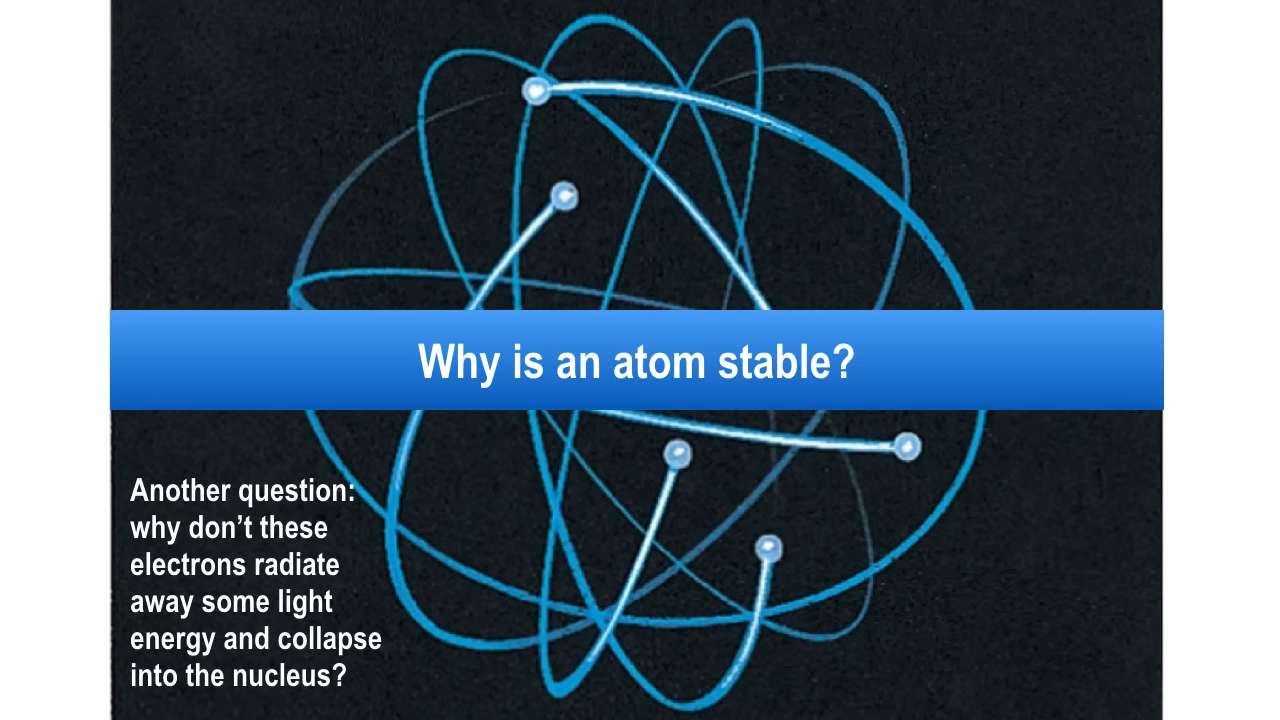 Why is an atom stable?
Another question:
why don’t these
electrons radiate
away some light
energy and collapse
into the nucleus?